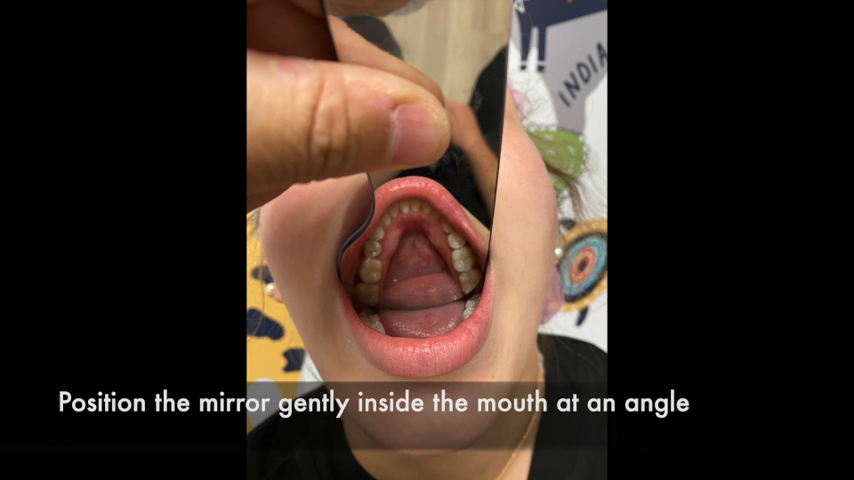 INDIA
Position the mirror gently inside the mouth at an angle